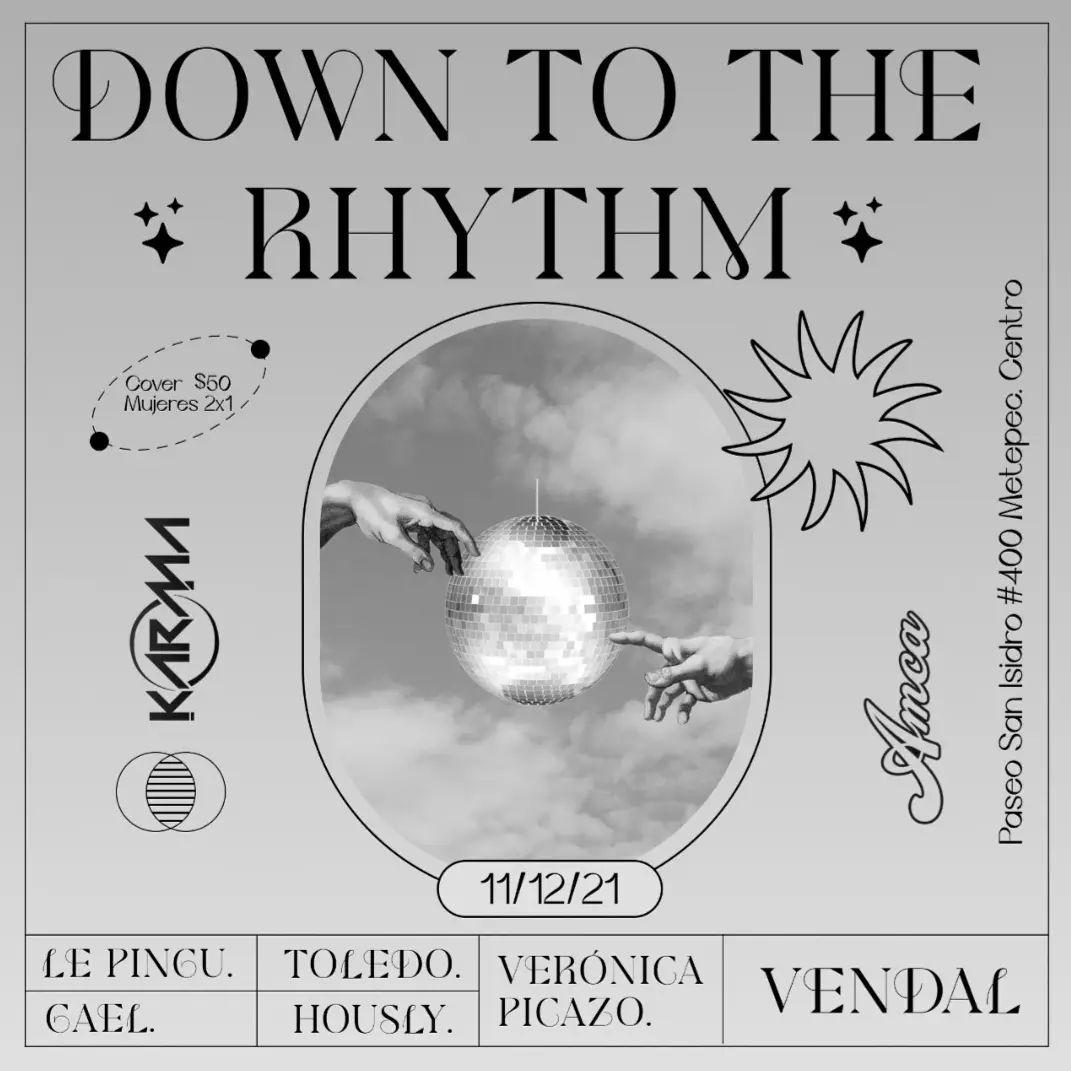 DOWN TO THE
RHYTHM
Cover $50
Mujeres 2x1
KARMA
Amca
Paseo San Isidro #400 Metepec. Centro
11/12/21
LE PINGU.
GAEL.
TOLEDO.
HOUSLY.
VERÓNICA
PICAZO.
VENDAL